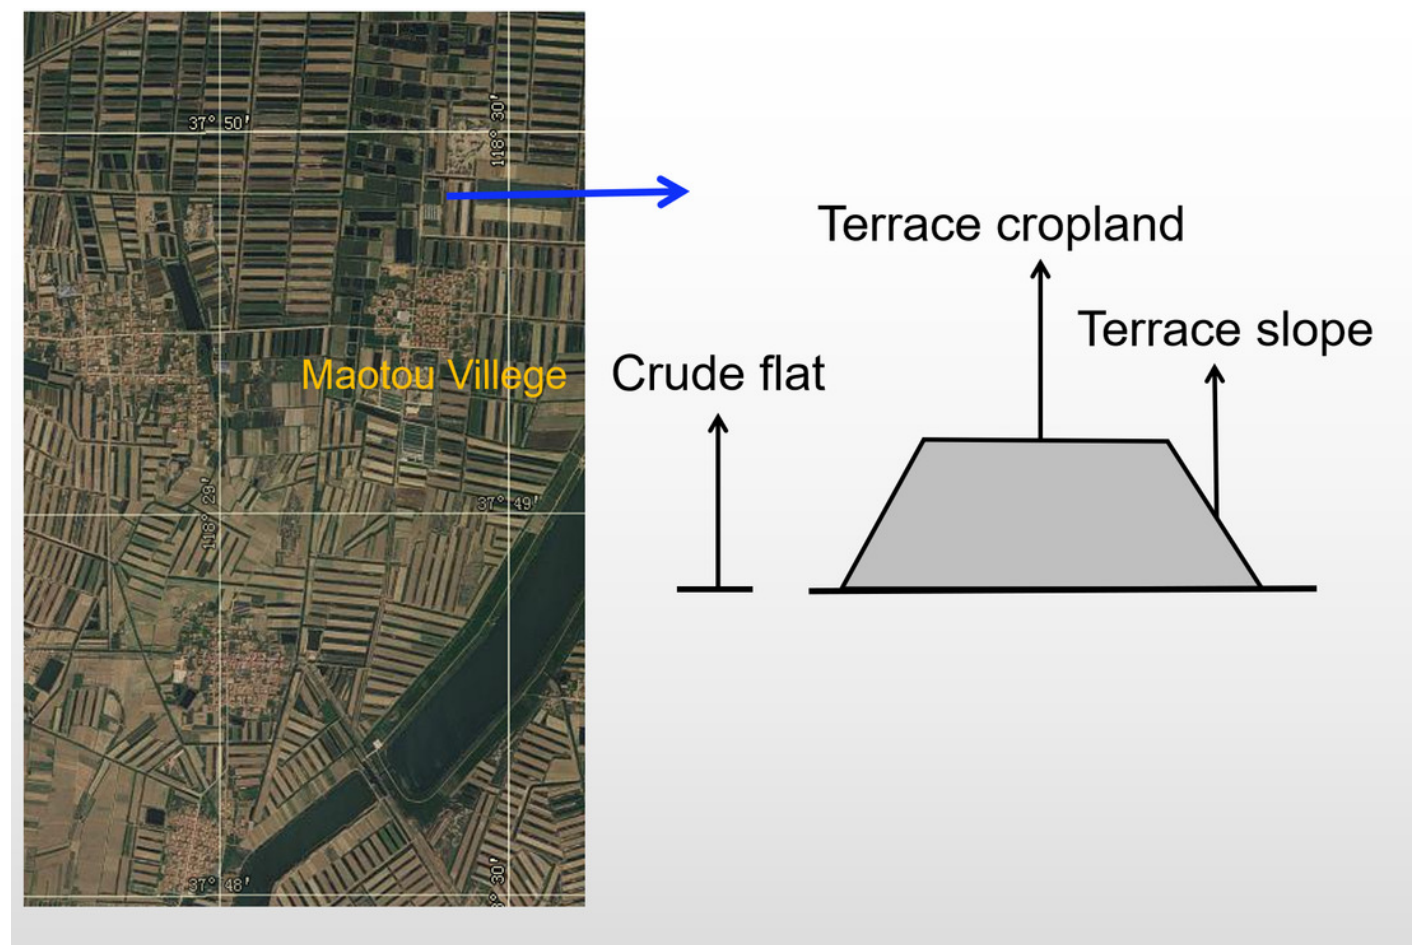 37° 50'
118° 30'
Terrace cropland
Terrace slope
Maotou Villege
Crude flat
118° 29'
37° 49'
37° 48'
8° 30'